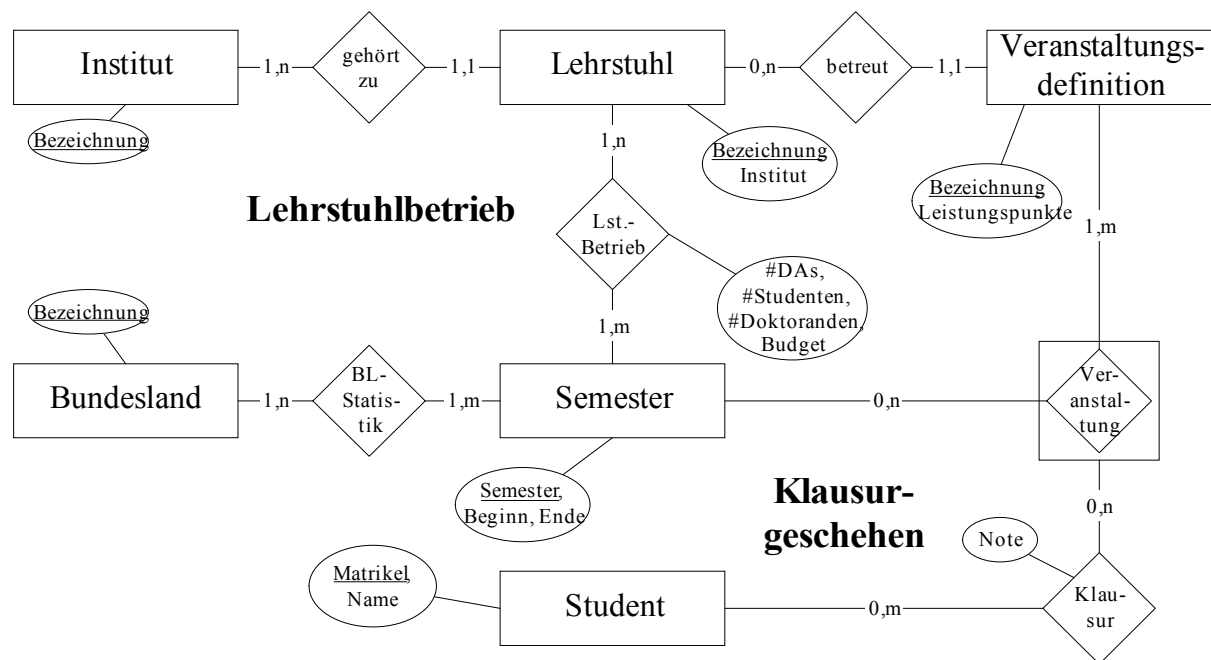 Institut
1,n
gehört
zu
1,1
Lehrstuhl
0,n
betreut
1,1
Veranstaltungs-
definition
Bezeichnung
1,n
Bezeichnung
Institut
Bezeichnung
Leistungspunkte
Lehrstuhlbetrieb
Lst.-
Betrieb
1,m
#DAs,
#Studenten,
#Doktoranden,
Budget
Bezeichnung
1,m
Bundesland
1,n
BL-
Statis-
tik
1,m
Semester
0,n
Ver-
anstal-
tung
Semester,
Beginn, Ende
Klausur-
geschehen
0,n
Note
Matrikel,
Name
Student
0,m
Klau-
sur